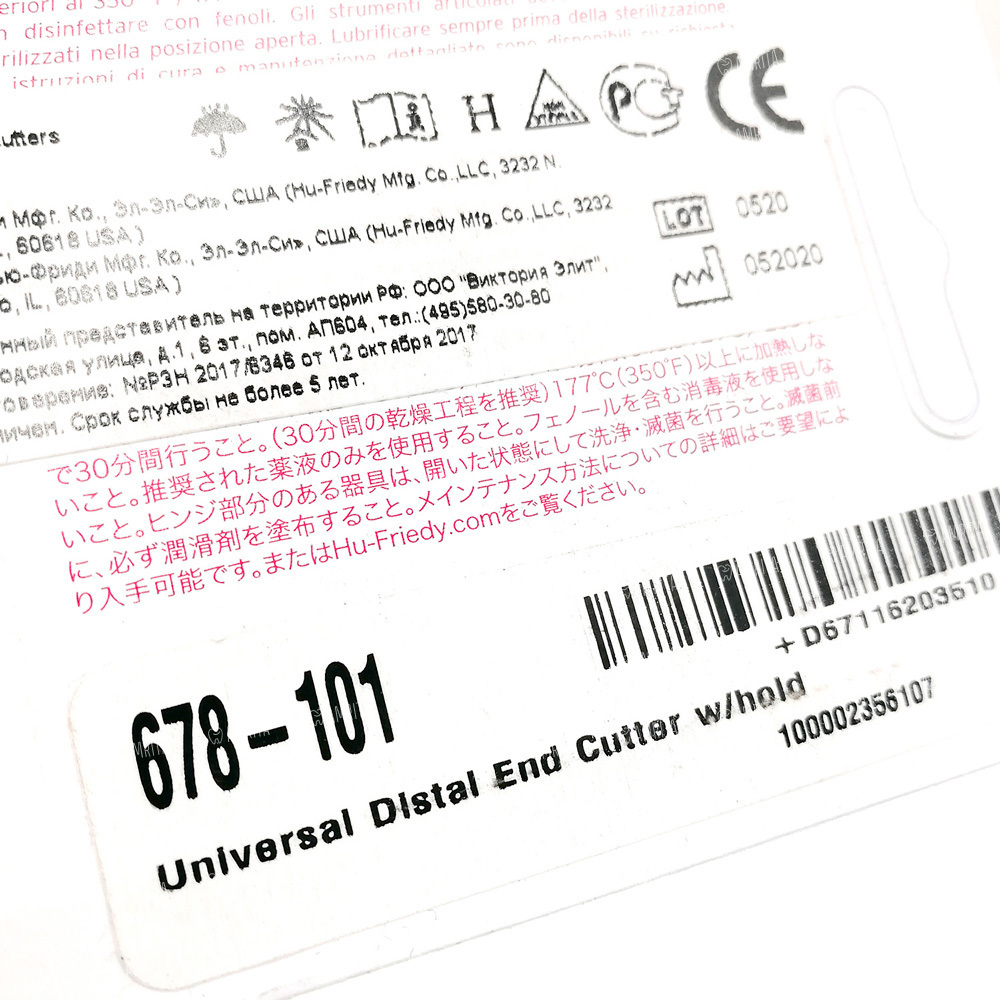 eriori ai 350°F
n disinfettare con fenoli. Gli strumenti articolati
rilizzati nella posizione aperta. Lubrificare sempre prima della sterilizzazione.
istruzioni di cura e manutenzione dettagliate sono disponibili su richiesta
utters
H
NON STERILE
РС
CE
и Мфг. Ко., Эл-Эл-Си», США (Hu-Friedy Mfg. Co.,LLC, 3232 N.
., 60618 USA)
ью-Фриди Мфг. Ко., Эл-Эл-Си», США (Hu-Friedy Mfg. Co.,LLC, 3232
o, IL, 60618 USA)
LOT 0520
052020
нный представитель на территории РФ: ООО "Виктория Элит",
одская улица, д.1, 6 эт., пом. АП604, тел.:(495)580-30-80
товерение: №РЗН 2017/6346 от 12 октября 2017
ничен. Срок службы не более 5 лет.
で30分間行うこと。(30分間の乾燥工程を推奨)177°C(350°F)以上に加熱しな
いこと。推奨された薬液のみを使用すること。フェノールを含む消毒液を使用しな
いこと。ヒンジ部分のある器具は、開いた状態にして洗浄・滅菌を行うこと。滅菌前
に、必ず潤滑剤を塗布すること。メインテナンス方法についての詳細はご要望によ
り入手可能です。またはHu-Friedy.comをご覧ください。
+D67116203510
678-101
Universal Distal End Cutter w/hold
100002356107